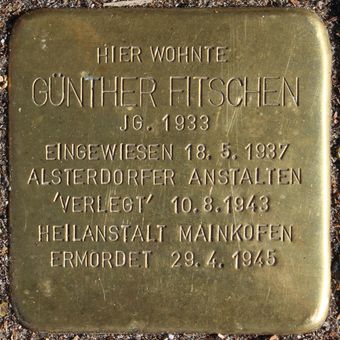 HIER WOHNTE
GÜNTHER FITSCHEN
JG. 1933
EINGEWIESEN 18.5.1937
ALSTERDORFER ANSTALTEN
'VERLEGT' 10.8.1943
HEILANSTALT MAINKOFEN
ERMORDET 29.4.1945